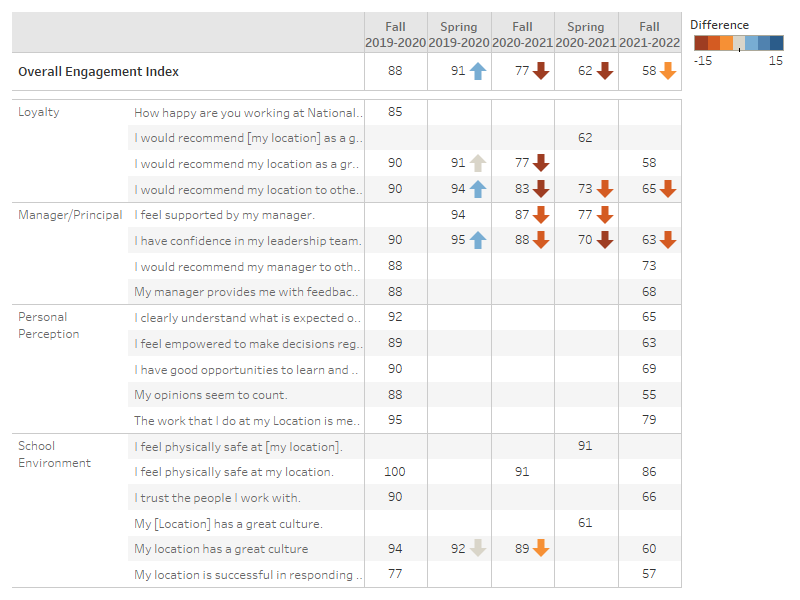 Fall Spring Fall Spring Fall
2019-2020 2019-2020 2020-2021 2020-2021 2021-2022
Difference
-15 15
Overall Engagement Index 88 91 77 62 58
Loyalty How happy are you working at National.. 85
I would recommend [my location] as a g.. 62
I would recommend my location as a gr.. 90 91 77 58
I would recommend my location to othe.. 90 94 83 73 65
Manager/Principal I feel supported by my manager. 94 87 77
I have confidence in my leadership team. 90 95 88 70 63
I would recommend my manager to oth.. 88 73
My manager provides me with feedbac.. 88 68
Personal I clearly understand what is expected o.. 92 65
Perception
I feel empowered to make decisions reg.. 89 63
I have good opportunities to learn and .. 90 69
My opinions seem to count. 88 55
The work that I do at my Location is me.. 95 79
School I feel physically safe at [my location]. 91
Environment
I feel physically safe at my location. 100 91 86
I trust the people I work with. 90 66
My [Location] has a great culture. 61
My location has a great culture 94 92 89 60
My location is successful in responding .. 77 57